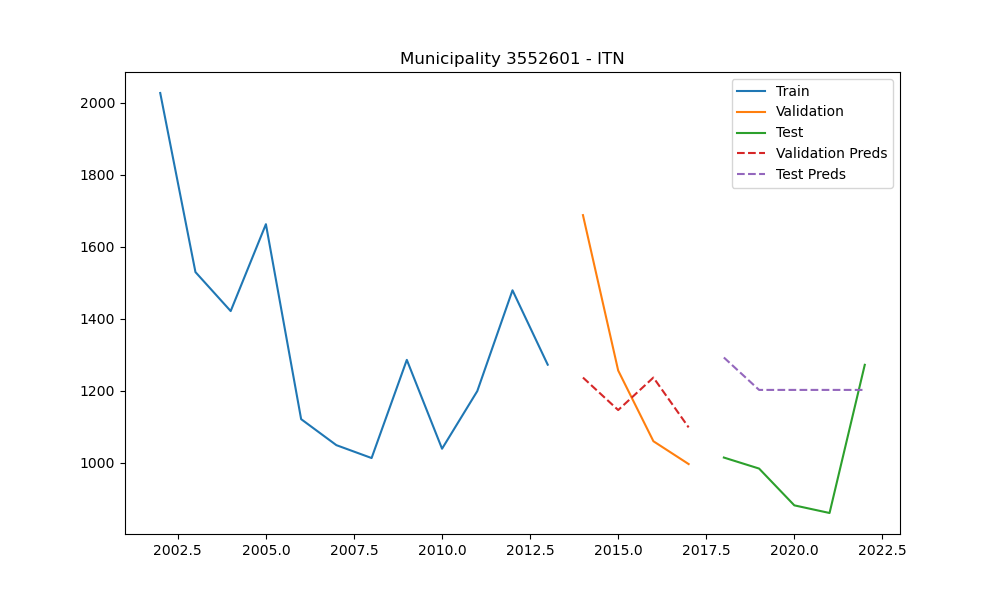 Municipality 3552601 - ITN
Train
Validation
Test
Validation Preds
Test Preds
2000
1800
1600
1400
1200
1000
2002.5 2005.0 2007.5 2010.0 2012.5 2015.0 2017.5 2020.0 2022.5